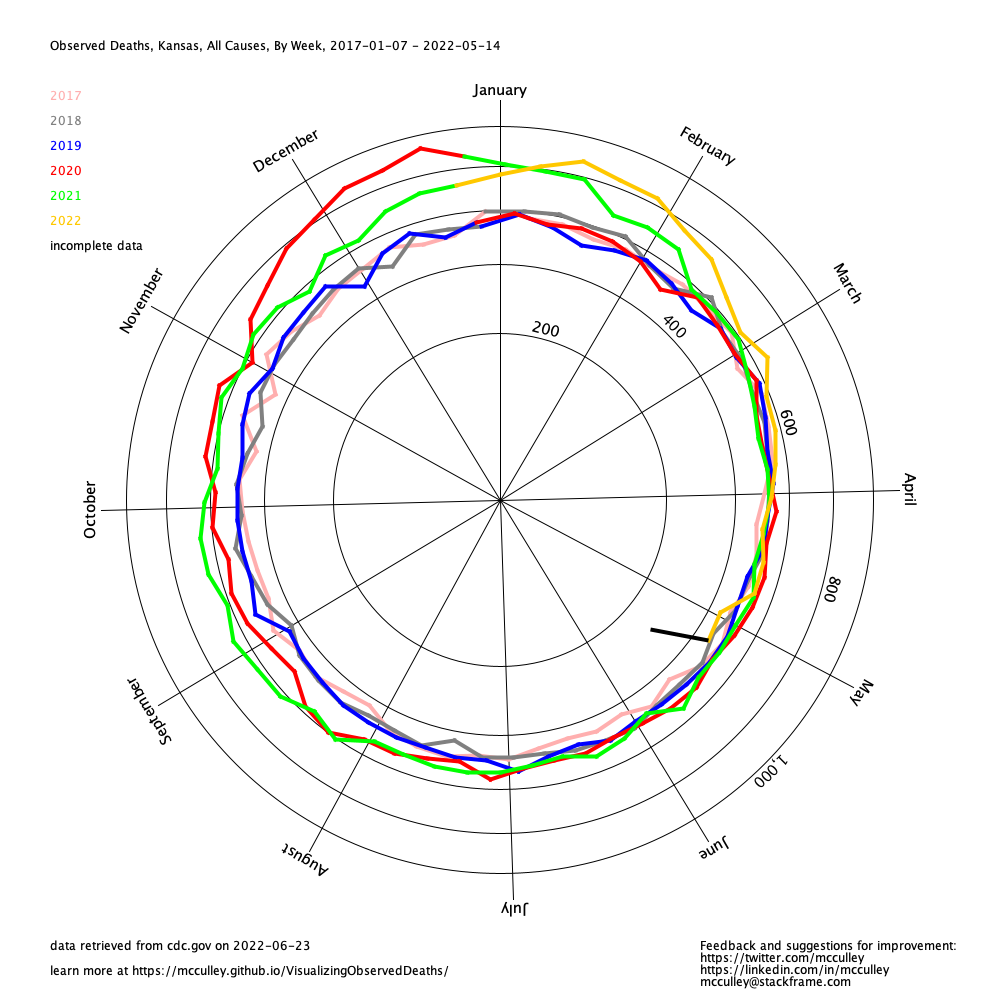 Observed Deaths, Kansas, All Causes, By Week, 2017-01-07 - 2022-05-14
2017
2018
2019
2020
2021
2022
incomplete data
January
February
March
April
May
June
July
August
September
October
November
December
200
400
600
800
1,000
data retrieved from cdc.gov on 2022-06-23
learn more at https://mcculley.github.io/VisualizingObservedDeaths/
Feedback and suggestions for improvement:
https://twitter.com/mcculley
https://linkedin.com/in/mcculley
mcculley@stackframe.com